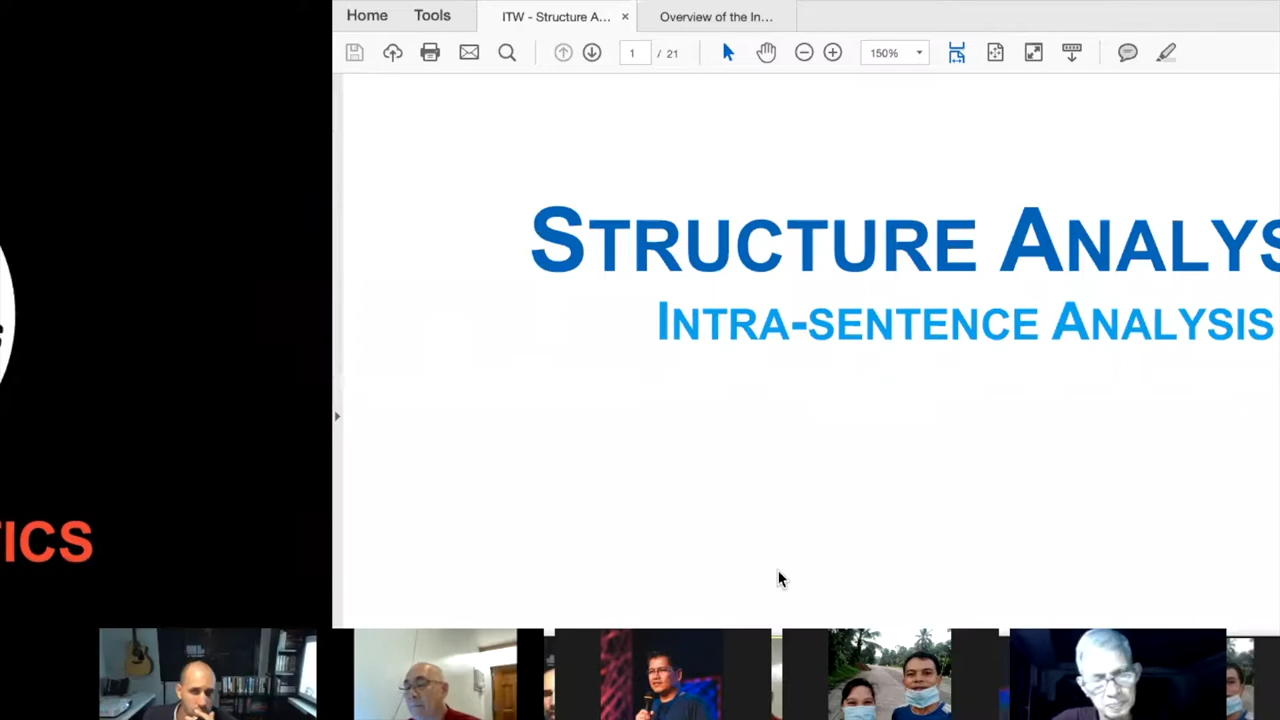 Home Tools ITW - Structure A... × Overview of the In...
1 / 21 150%
STRUCTURE ANALYS
INTRA-SENTENCE ANALYSIS
TICS